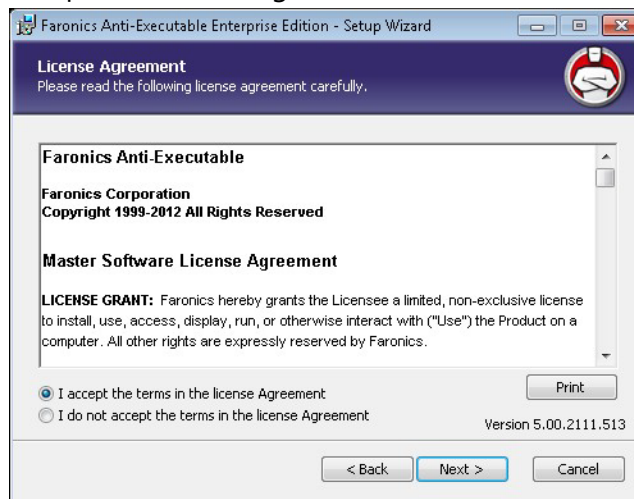 Faronics Anti-Executable Enterprise Edition - Setup Wizard
License Agreement
Please read the following license agreement carefully.
Faronics Anti-Executable
Faronics Corporation
Copyright 1999-2012 All Rights Reserved
Master Software License Agreement
LICENSE GRANT: Faronics hereby grants the Licensee a limited, non-exclusive license
to install, use, access, display, run, or otherwise interact with ("Use") the Product on a
computer. All other rights are expressly reserved by Faronics.
I accept the terms in the license Agreement
Print
I do not accept the terms in the license Agreement
Version 5.00.2111.513
< Back Next > Cancel